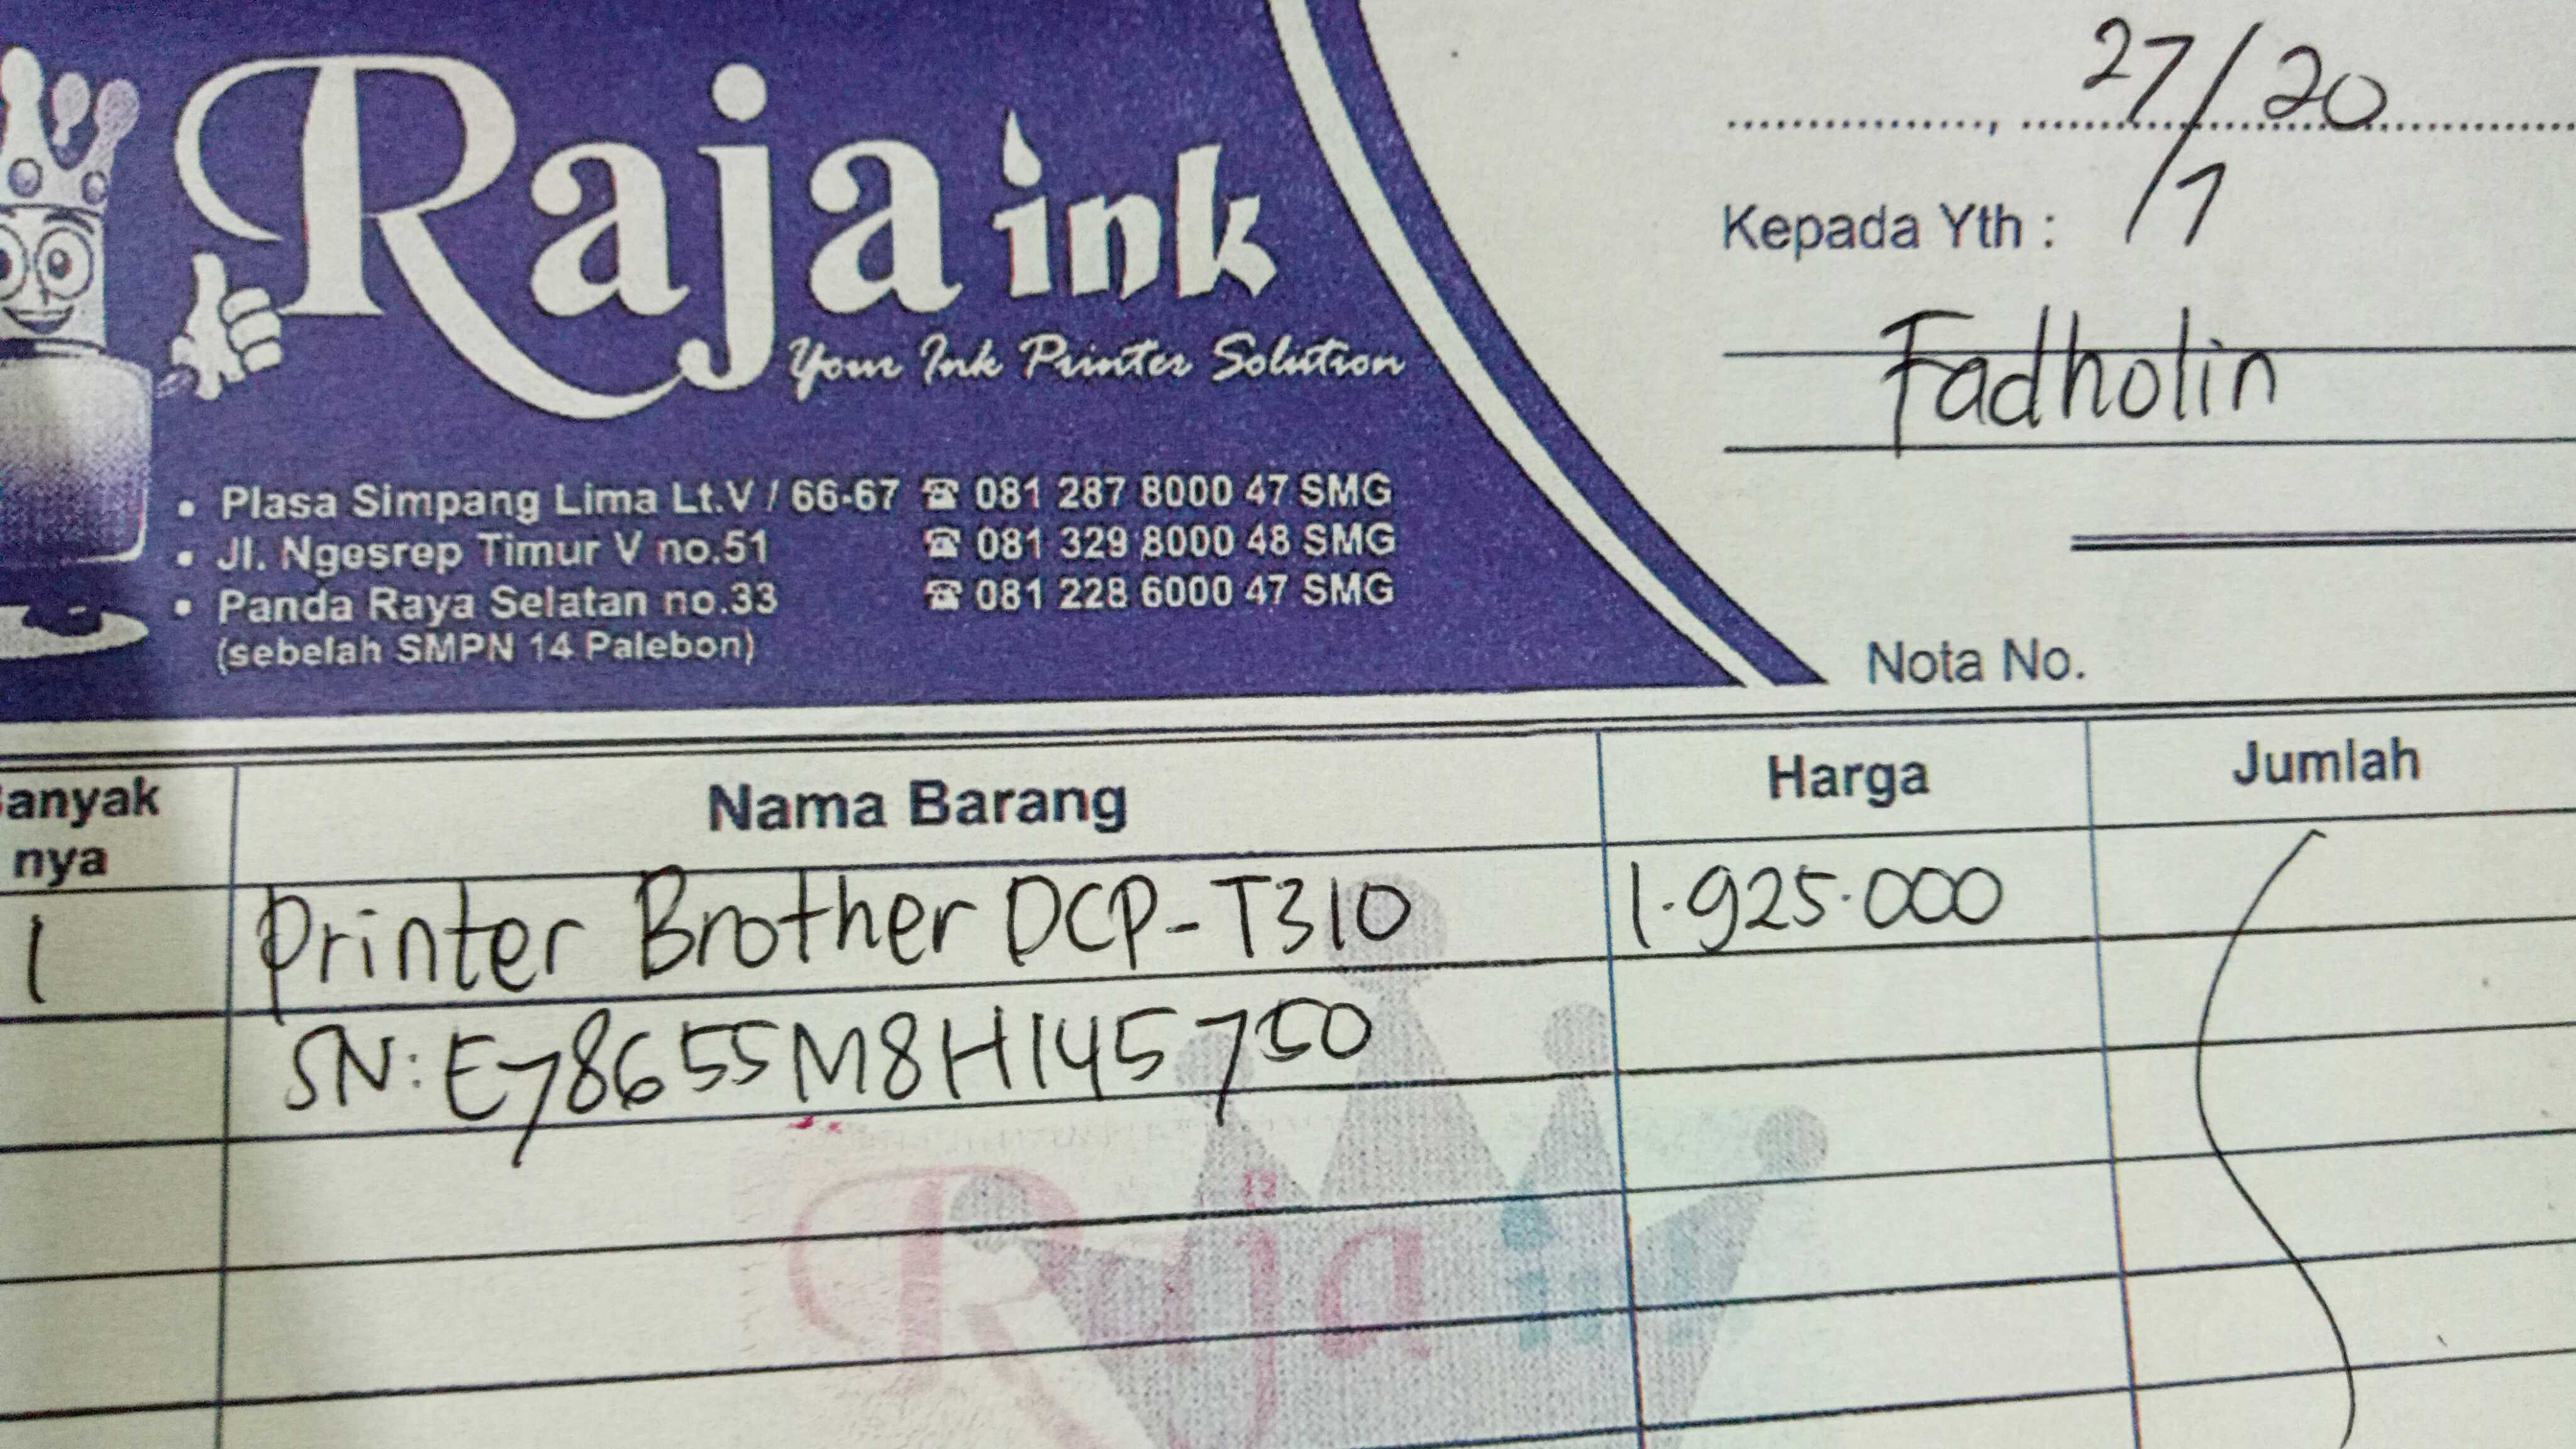 Raja ink
Your Ink Printer Solution
• Plasa Simpang Lima Lt.V / 66-67 ☎ 081 287 8000 47 SMG
• Jl. Ngesrep Timur V no.51 ☎ 081 329 8000 48 SMG
• Panda Raya Selatan no.33 ☎ 081 228 6000 47 SMG
(sebelah SMPN 14 Palebon)
................, 27/7 20
Kepada Yth :
Fadholin
Nota No.
anyak nya Nama Barang Harga Jumlah
1 Printer Brother DCP-T310 1.925.000
SN: E78655M8H145750
Raja ink